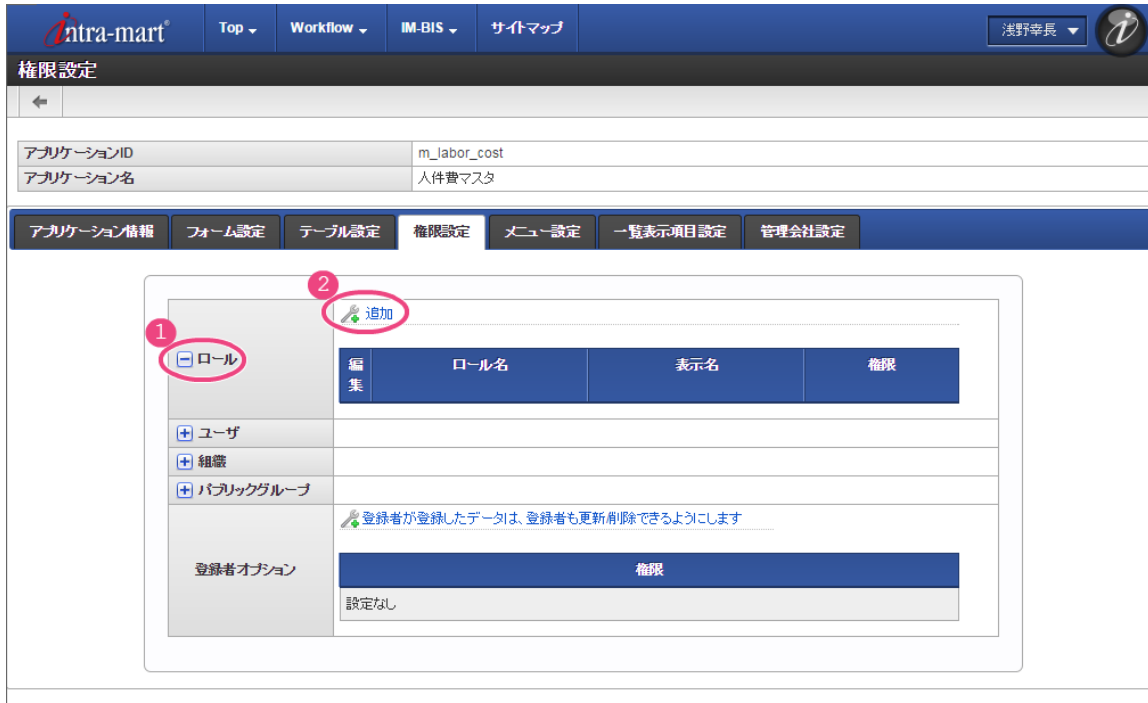 intra-mart® Top Workflow IM-BIS サイトマップ 浅野幸長
権限設定
アプリケーションID m_labor_cost
アプリケーション名 人件費マスタ
アプリケーション情報 フォーム設定 テーブル設定 権限設定 メニュー設定 一覧表示項目設定 管理会社設定
2
追加
1
ロール
編集 ロール名 表示名 権限
ユーザ
組織
パブリックグループ
登録者が登録したデータは、登録者も更新削除できるようにします
登録者オプション
権限
設定なし